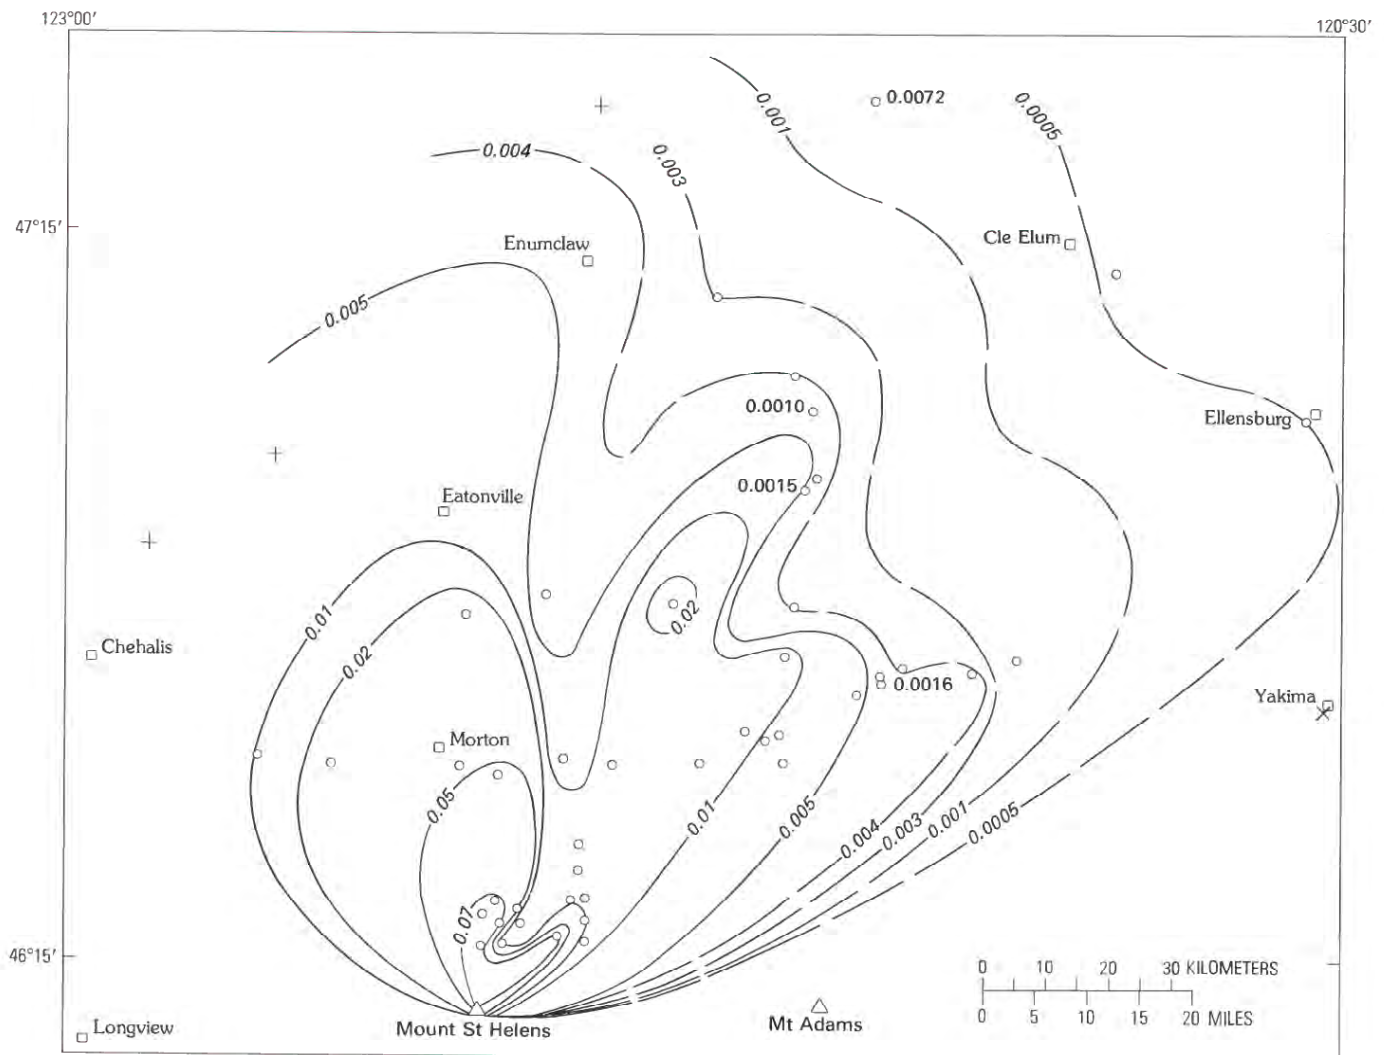 123°00′
120°30′
0.0072
0.001
0.0005
0.004
0.003
47°15′
Cle Elum
Enumclaw
0.005
0.0010
Ellensburg
0.0015
Eatonville
0.01
0.02
0.02
Chehalis
0.0016
Yakima
Morton
0.05
0.01
0.005
0.004
0.003
0.001
0.0005
0.07
46°15′
0 10 20 30 KILOMETERS
0 5 10 15 20 MILES
Longview
Mount St Helens
Mt Adams